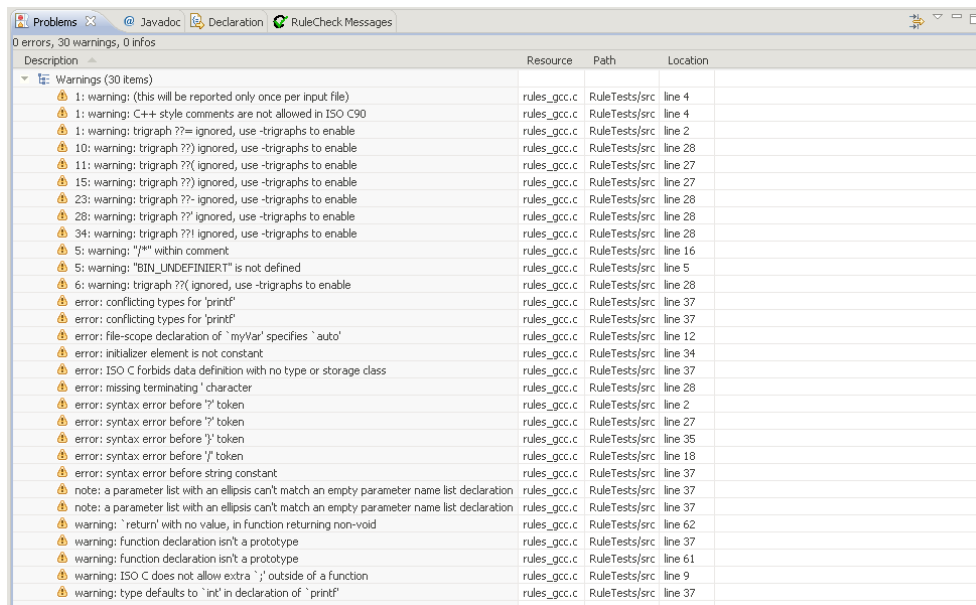 Problems @ Javadoc Declaration RuleCheck Messages
0 errors, 30 warnings, 0 infos
Description Resource Path Location
Warnings (30 items)
1: warning: (this will be reported only once per input file) rules_gcc.c RuleTests/src line 4
1: warning: C++ style comments are not allowed in ISO C90 rules_gcc.c RuleTests/src line 4
1: warning: trigraph ??= ignored, use -trigraphs to enable rules_gcc.c RuleTests/src line 2
10: warning: trigraph ??) ignored, use -trigraphs to enable rules_gcc.c RuleTests/src line 28
11: warning: trigraph ??( ignored, use -trigraphs to enable rules_gcc.c RuleTests/src line 27
15: warning: trigraph ??) ignored, use -trigraphs to enable rules_gcc.c RuleTests/src line 27
23: warning: trigraph ??- ignored, use -trigraphs to enable rules_gcc.c RuleTests/src line 28
28: warning: trigraph ??' ignored, use -trigraphs to enable rules_gcc.c RuleTests/src line 28
34: warning: trigraph ??! ignored, use -trigraphs to enable rules_gcc.c RuleTests/src line 28
5: warning: "/*" within comment rules_gcc.c RuleTests/src line 16
5: warning: "BIN_UNDEFINIERT" is not defined rules_gcc.c RuleTests/src line 5
6: warning: trigraph ??( ignored, use -trigraphs to enable rules_gcc.c RuleTests/src line 28
error: conflicting types for 'printf' rules_gcc.c RuleTests/src line 37
error: conflicting types for 'printf' rules_gcc.c RuleTests/src line 37
error: file-scope declaration of `myVar' specifies `auto' rules_gcc.c RuleTests/src line 12
error: initializer element is not constant rules_gcc.c RuleTests/src line 34
error: ISO C forbids data definition with no type or storage class rules_gcc.c RuleTests/src line 37
error: missing terminating ' character rules_gcc.c RuleTests/src line 28
error: syntax error before '?' token rules_gcc.c RuleTests/src line 2
error: syntax error before '?' token rules_gcc.c RuleTests/src line 27
error: syntax error before '}' token rules_gcc.c RuleTests/src line 35
error: syntax error before '/' token rules_gcc.c RuleTests/src line 18
error: syntax error before string constant rules_gcc.c RuleTests/src line 37
note: a parameter list with an ellipsis can't match an empty parameter name list declaration rules_gcc.c RuleTests/src line 37
note: a parameter list with an ellipsis can't match an empty parameter name list declaration rules_gcc.c RuleTests/src line 37
warning: `return' with no value, in function returning non-void rules_gcc.c RuleTests/src line 62
warning: function declaration isn't a prototype rules_gcc.c RuleTests/src line 37
warning: function declaration isn't a prototype rules_gcc.c RuleTests/src line 61
warning: ISO C does not allow extra `;' outside of a function rules_gcc.c RuleTests/src line 9
warning: type defaults to `int' in declaration of `printf' rules_gcc.c RuleTests/src line 37